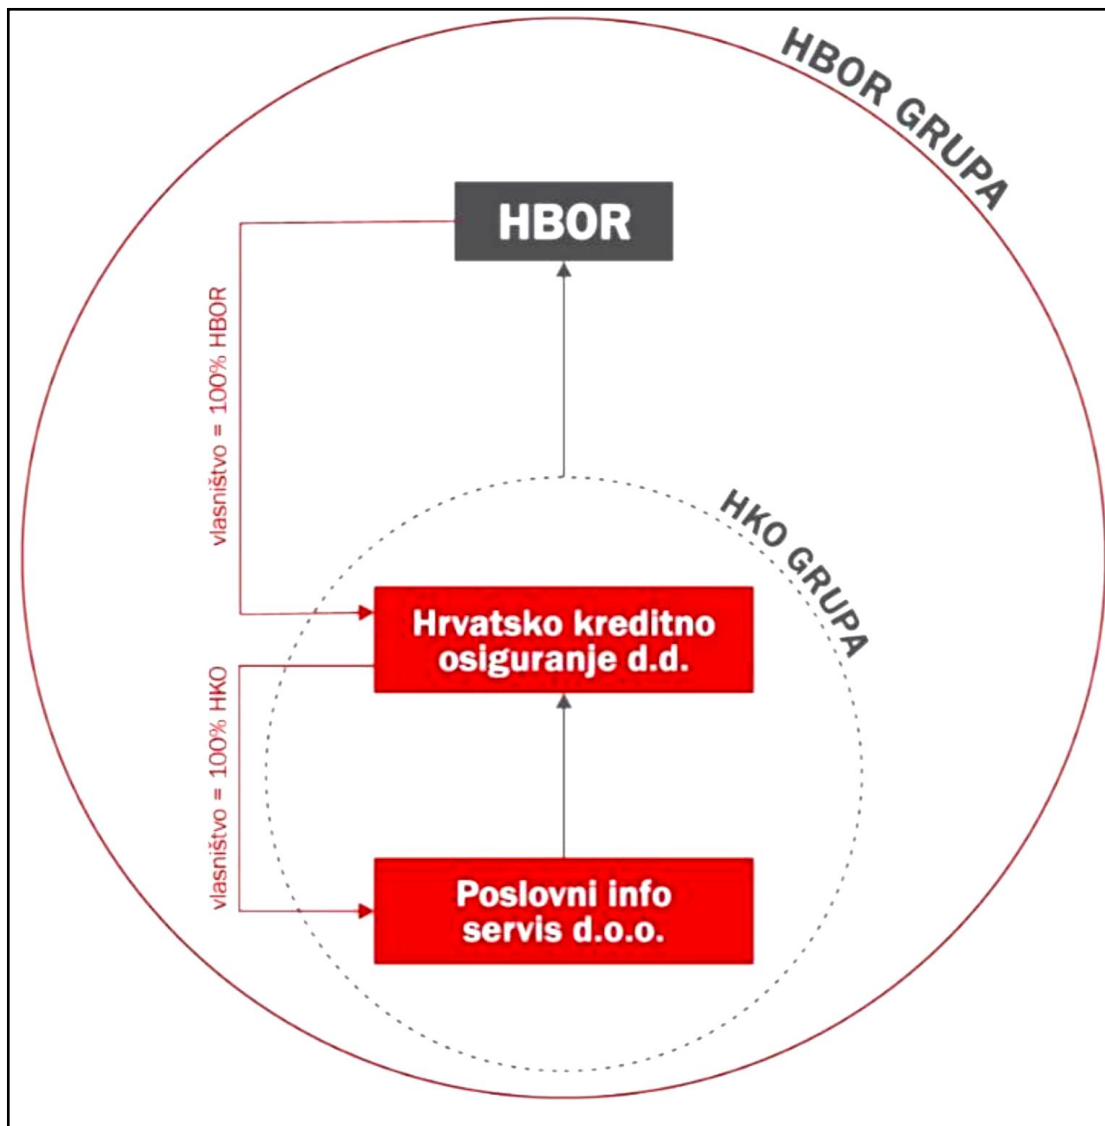 HBOR GRUPA
HBOR
vlasništvo = 100% HBOR
HKO GRUPA
Hrvatsko kreditno
osiguranje d.d.
vlasništvo = 100% HKO
Poslovni info
servis d.o.o.